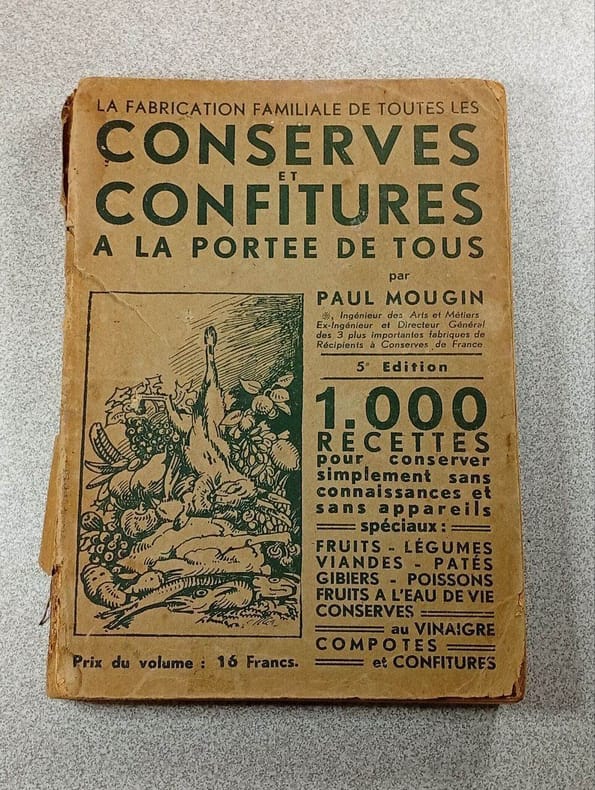 LA FABRICATION FAMILIALE DE TOUTES LES
CONSERVES
ET
CONFITURES
A LA PORTEE DE TOUS
par
PAUL MOUGIN
, Ingénieur des Arts et Métiers
Ex-Ingénieur et Directeur Général
des 3 plus importantes fabriques de
Récipients à Conserves de France
5e Edition
1.000
RECETTES
pour conserver
simplement sans
connaissances et
sans appareils
spéciaux :
FRUITS - LÉGUMES
VIANDES - PATÉS
GIBIERS - POISSONS
FRUITS A L'EAU DE VIE
CONSERVES
au VINAIGRE
COMPOTES
et CONFITURES
Prix du volume : 16 Francs.